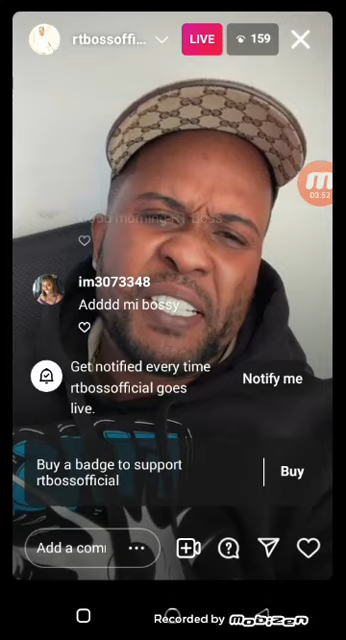 rtbossoffi...
LIVE
159
03:52
im3073348
Adddd mi bossy
Get notified every time
rtbossofficial goes
live.
Notify me
Buy a badge to support
rtbossofficial
Buy
Add a com
Recorded by mobizen